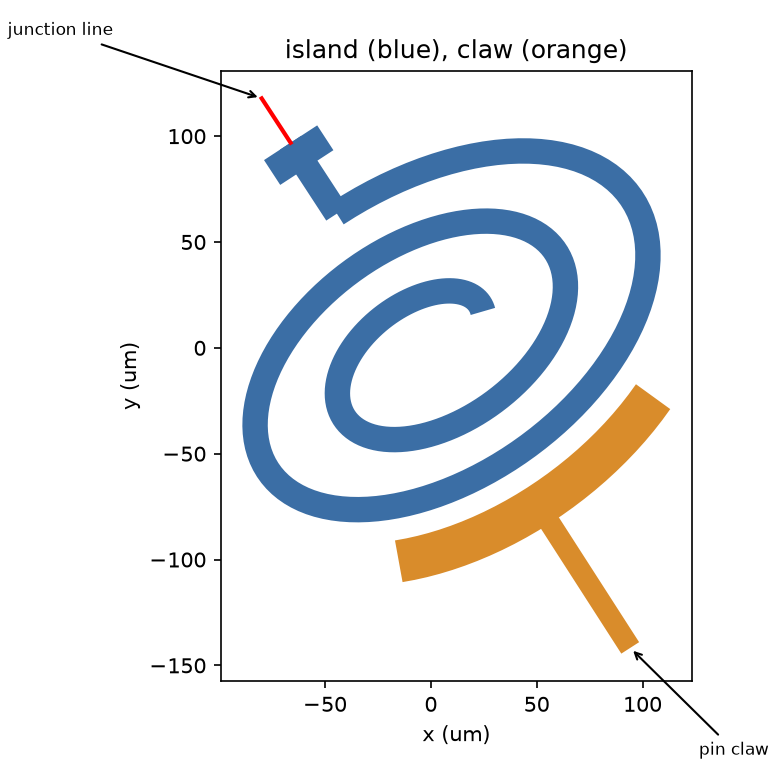 junction line
island (blue), claw (orange)
100
50
0
−50
−100
−150
y (um)
−50
0
50
100
x (um)
pin claw